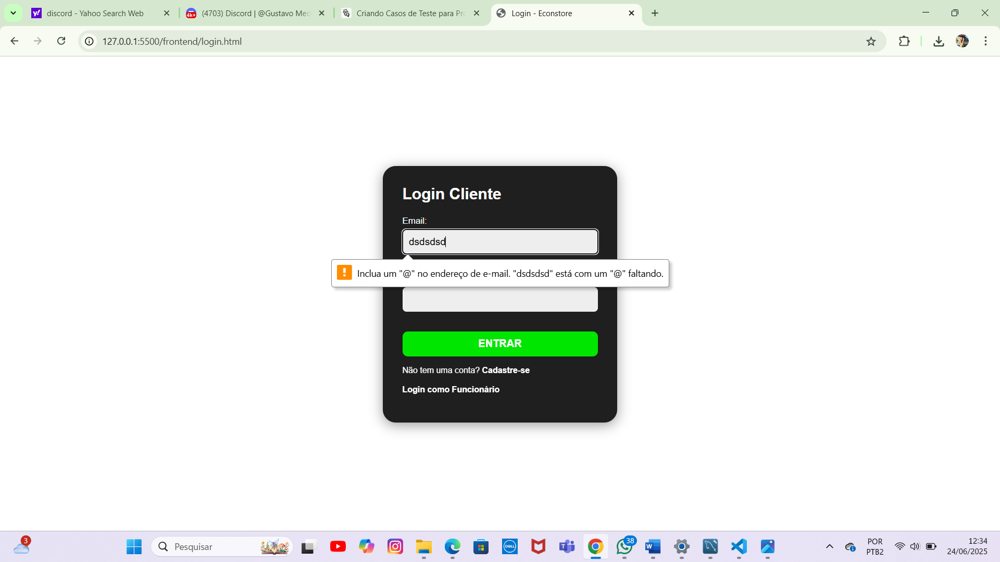 discord - Yahoo Search Web
(4703) Discord | @Gustavo Med
Criando Casos de Teste para Pro
Login - Econstore
127.0.0.1:5500/frontend/login.html
Login Cliente
Email:
dsdsdsd
Inclua um "@" no endereço de e-mail. "dsdsdsd" está com um "@" faltando.
ENTRAR
Não tem uma conta? Cadastre-se
Login como Funcionário
3
Pesquisar
38
POR
PTB2
12:34
24/06/2025